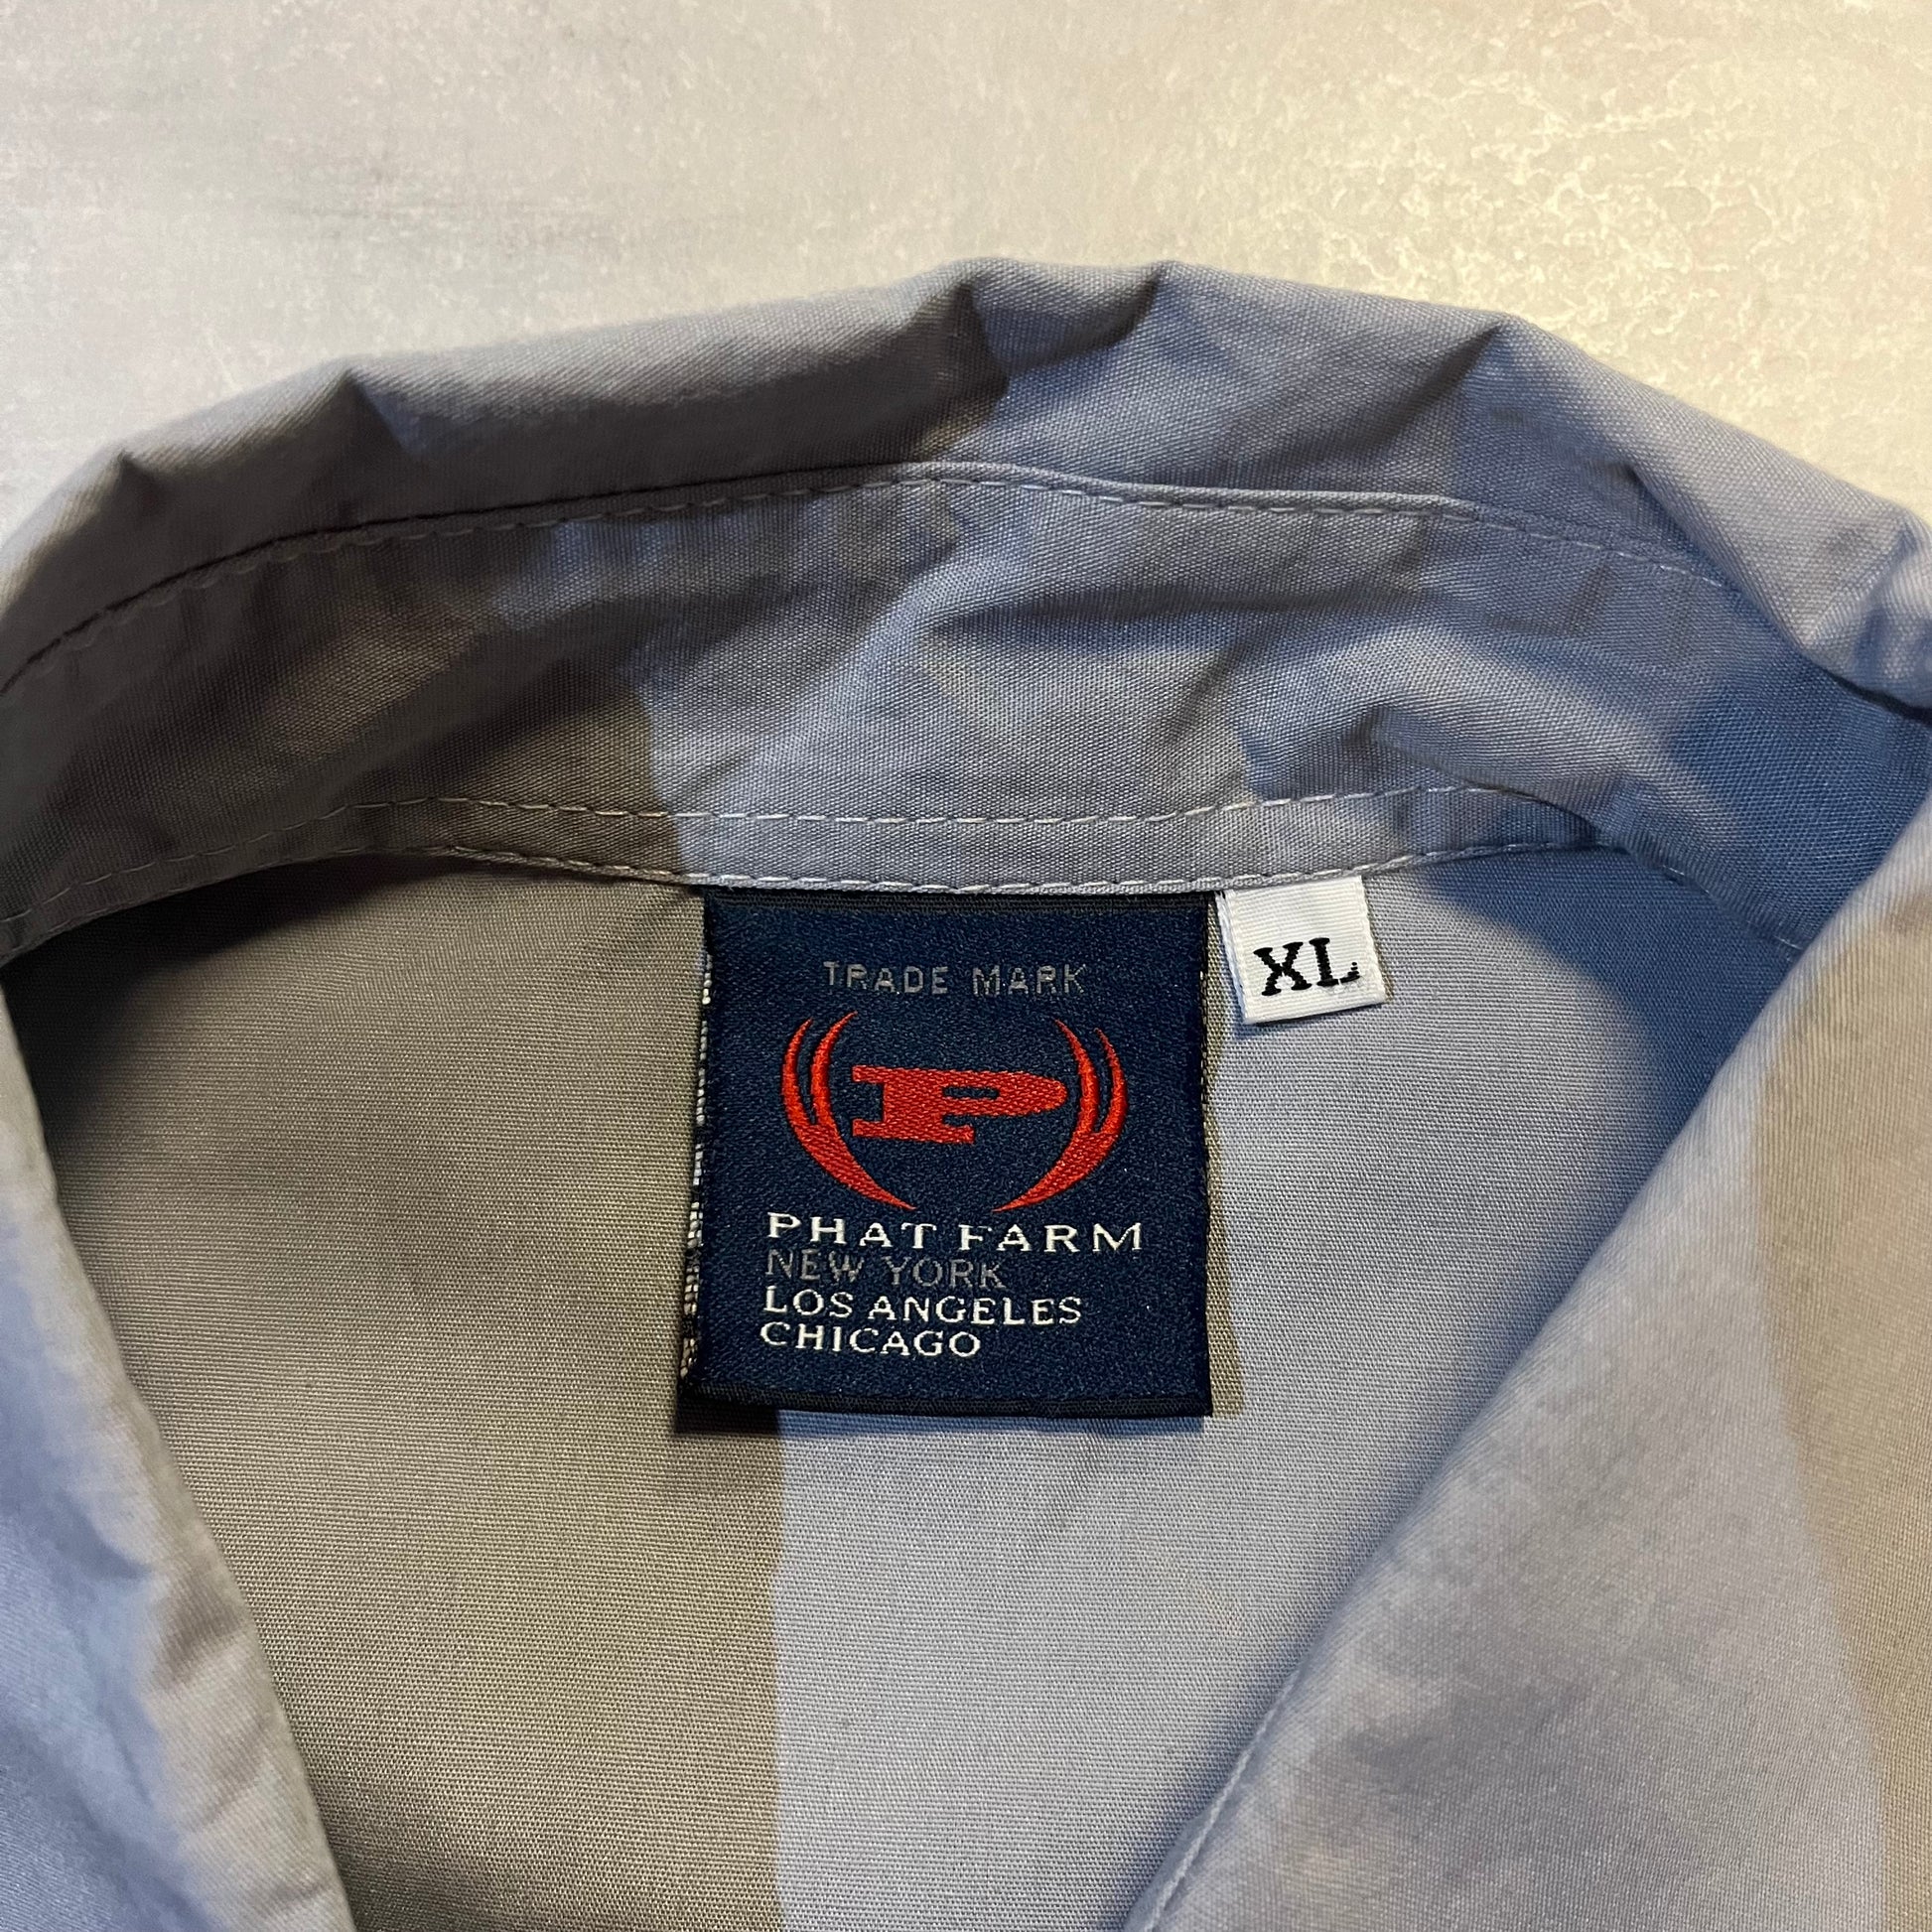 TRADE MARK
XL
P
PHAT FARM
NEW YORK
LOS ANGELES
CHICAGO